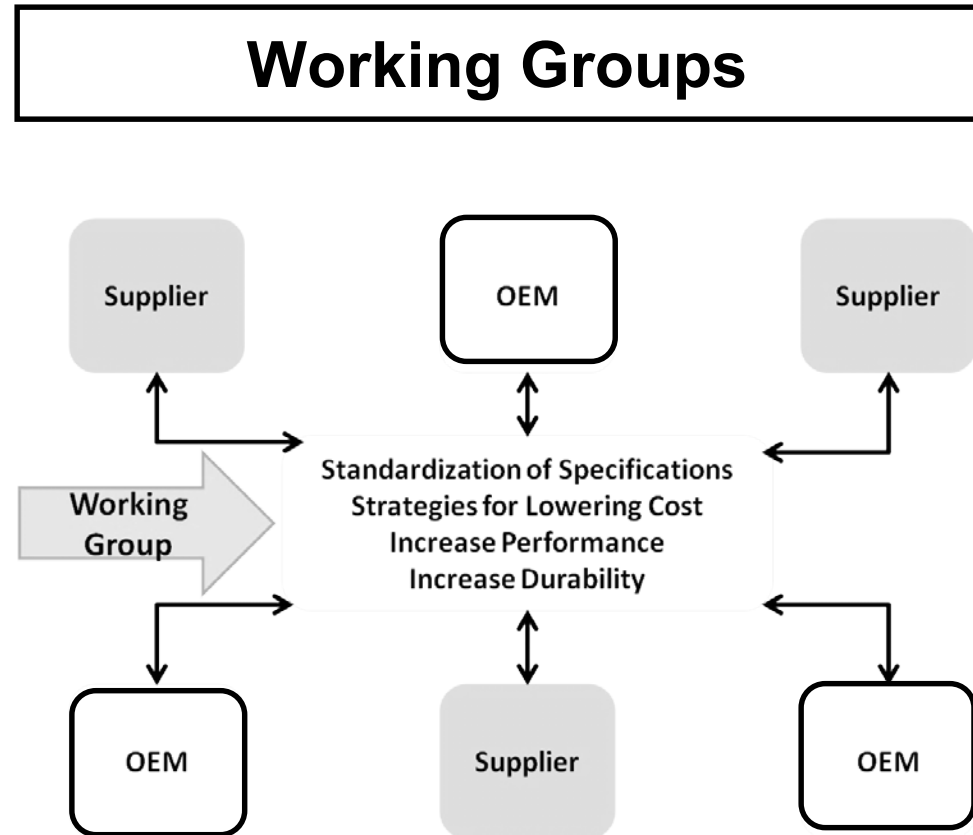 Working Groups
Supplier
OEM
Supplier
Standardization of Specifications
Strategies for Lowering Cost
Increase Performance
Increase Durability
Working
Group
OEM
Supplier
OEM